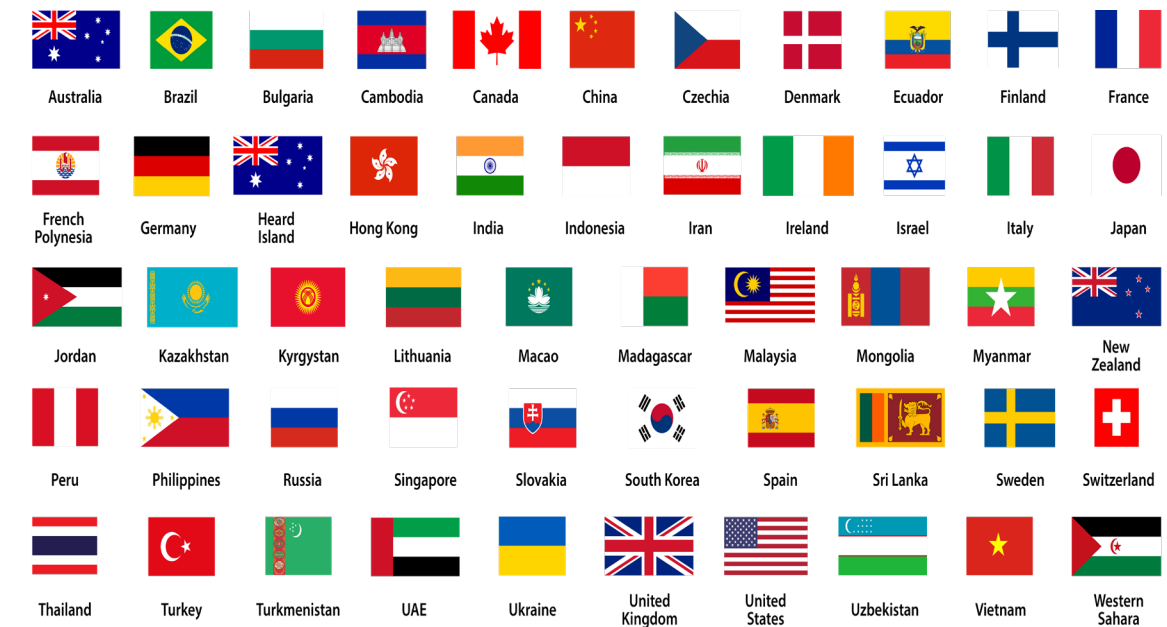 Australia
Brazil
Bulgaria
Cambodia
Canada
China
Czechia
Denmark
Ecuador
Finland
France
French
Polynesia
Germany
Heard
Island
Hong Kong
India
Indonesia
Iran
Ireland
Israel
Italy
Japan
Jordan
Kazakhstan
Kyrgystan
Lithuania
Macao
Madagascar
Malaysia
Mongolia
Myanmar
New
Zealand
Peru
Philippines
Russia
Singapore
Slovakia
South Korea
Spain
Sri Lanka
Sweden
Switzerland
Thailand
Turkey
Turkmenistan
UAE
Ukraine
United
Kingdom
United
States
Uzbekistan
Vietnam
Western
Sahara